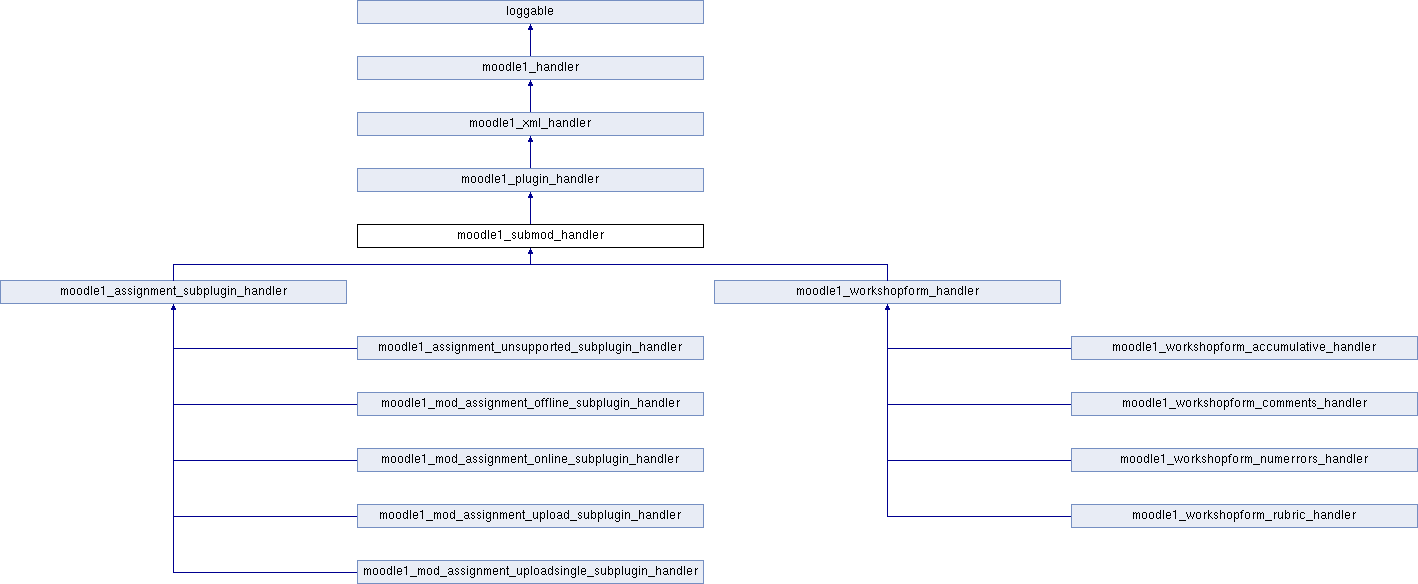 loggable
moodle1_handler
moodle1_xml_handler
moodle1_plugin_handler
moodle1_submod_handler
moodle1_assignment_subplugin_handler
moodle1_workshopform_handler
moodle1_assignment_unsupported_subplugin_handler
moodle1_workshopform_accumulative_handler
moodle1_mod_assignment_offline_subplugin_handler
moodle1_workshopform_comments_handler
moodle1_mod_assignment_online_subplugin_handler
moodle1_workshopform_numerrors_handler
moodle1_mod_assignment_upload_subplugin_handler
moodle1_workshopform_rubric_handler
moodle1_mod_assignment_uploadsingle_subplugin_handler